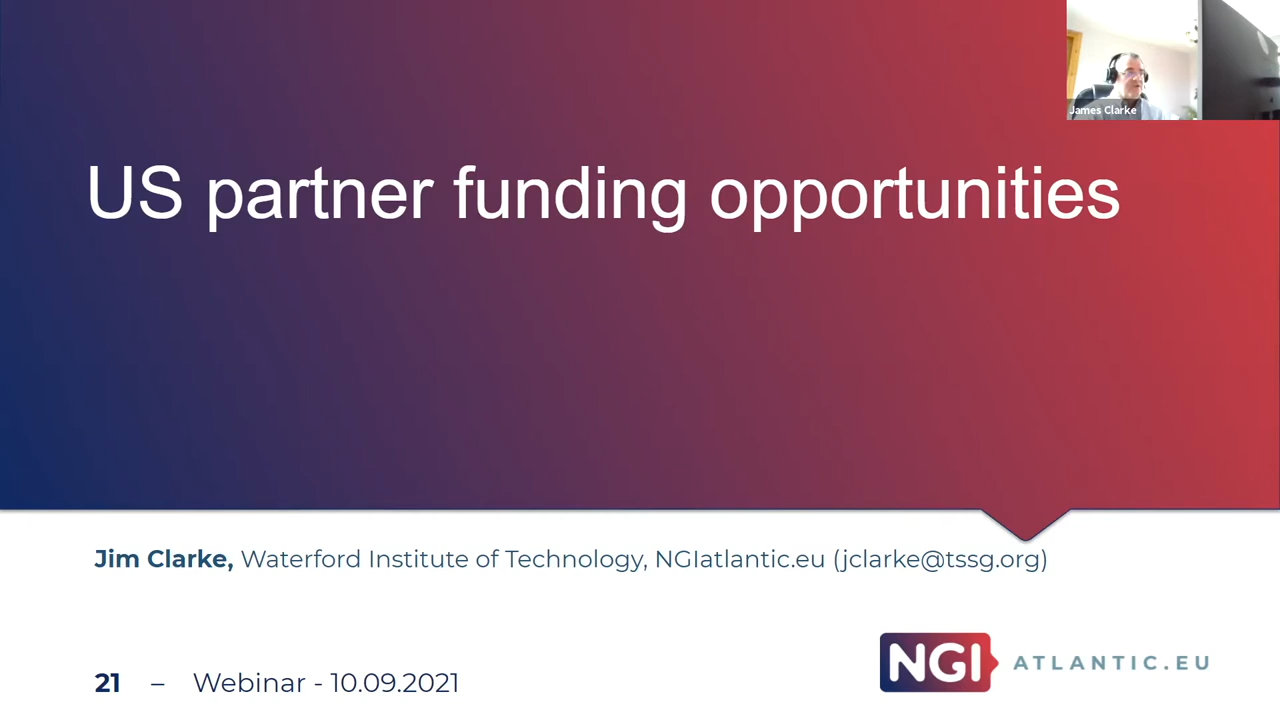 James Clarke
US partner funding opportunities
Jim Clarke, Waterford Institute of Technology, NGIatlantic.eu (jclarke@tssg.org)
NGI ATLANTIC.EU
21 – Webinar - 10.09.2021